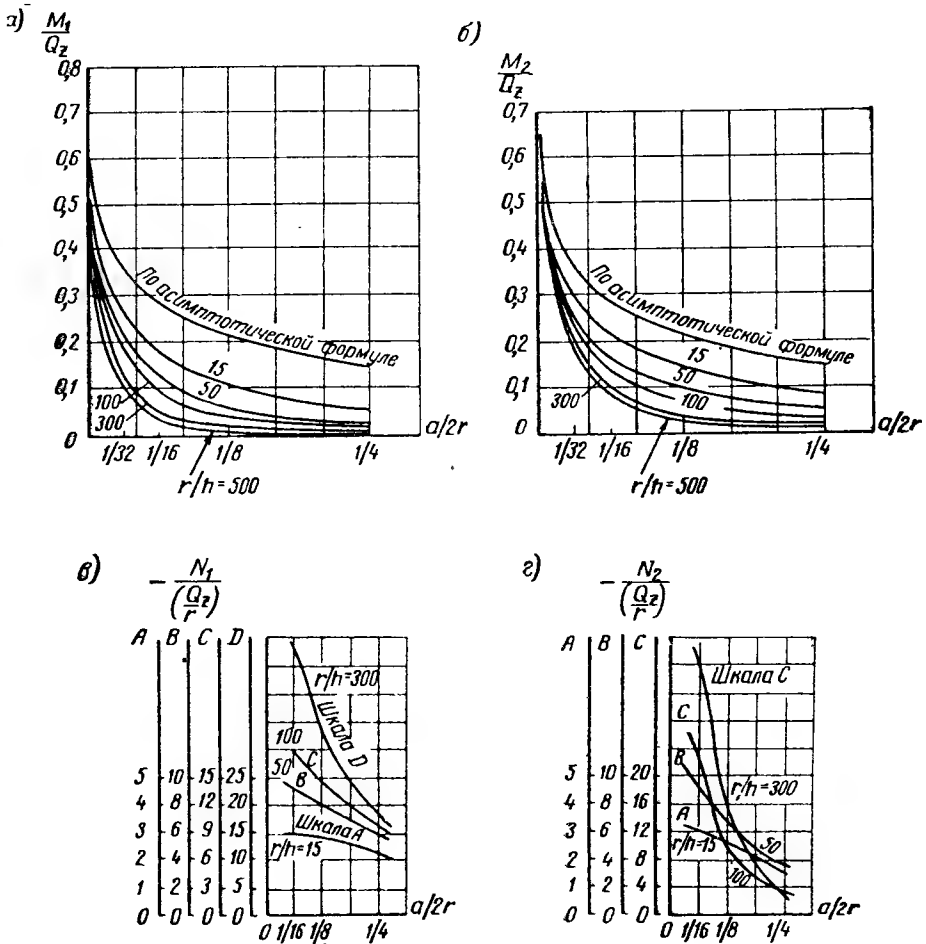 а) M₁/Q_z
0,8
0,7
0,6
0,5
0,4
0,3
0,2
0,1
0
По асимптотической формуле
15
50
100
300
a/2r
1/32 1/16 1/8 1/4
r/h=500
б)
M₂/Q_z
0,7
0,6
0,5
0,4
0,3
0,2
0,1
0
По асимптотической формуле
15
50
100
300
a/2r
1/32 1/16 1/8 1/4
r/h=500
в) − N₁/(Q_z/r)
A B C D
r/h=300
Шкала D
100
C
50
B
5 10 15 25
4 8 12 20
3 6 9 15
2 4 6 10
1 2 3 5
0 0 0 0
Шкала A
r/h=15
a/2r
0 1/16 1/8 1/4
г) − N₂/(Q_z/r)
A B C
Шкала C
C
B
5 10 20
4 8 16
3 6 12
2 4 8
1 2 4
0 0 0
r/h=300
A
r/h=15
50
100
a/2r
0 1/16 1/8 1/4